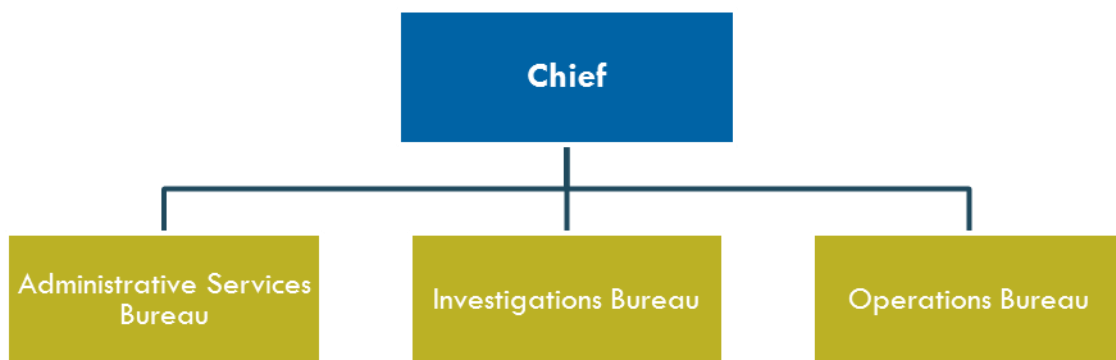 Chief
Administrative Services
Bureau
Investigations Bureau
Operations Bureau